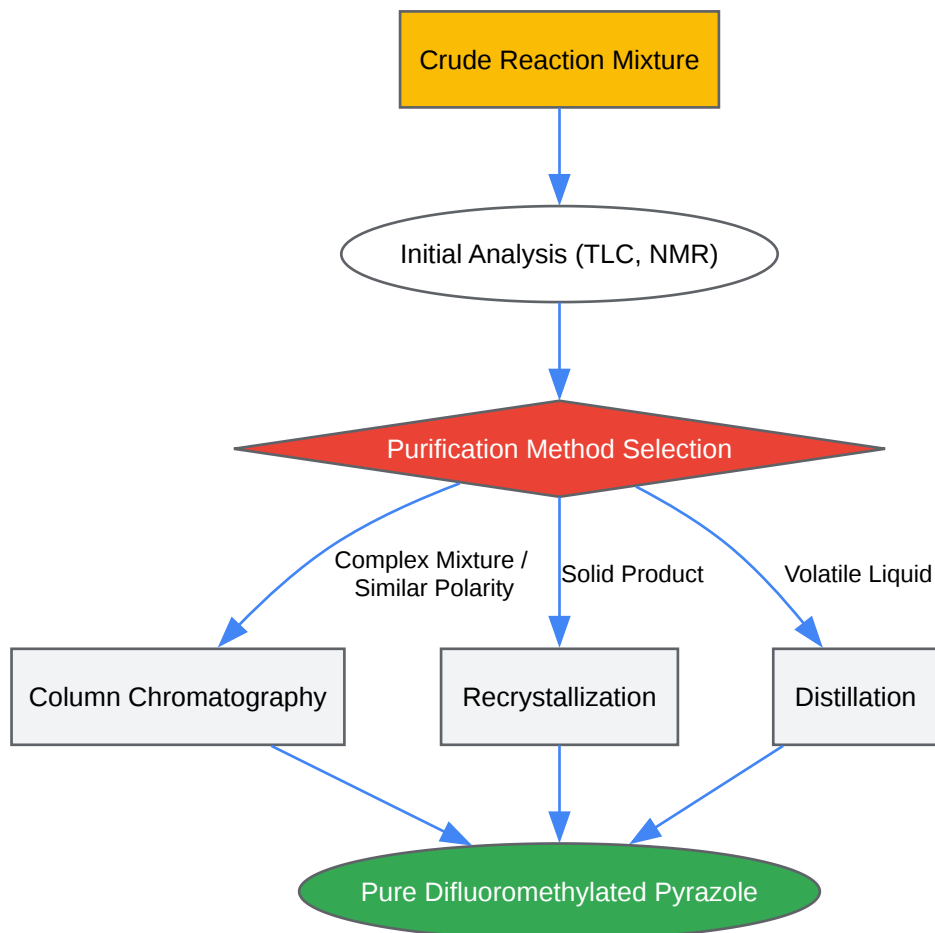 Crude Reaction Mixture
Initial Analysis (TLC, NMR)
Purification Method Selection
Complex Mixture /
Similar Polarity
Solid Product
Volatile Liquid
Column Chromatography
Recrystallization
Distillation
Pure Difluoromethylated Pyrazole